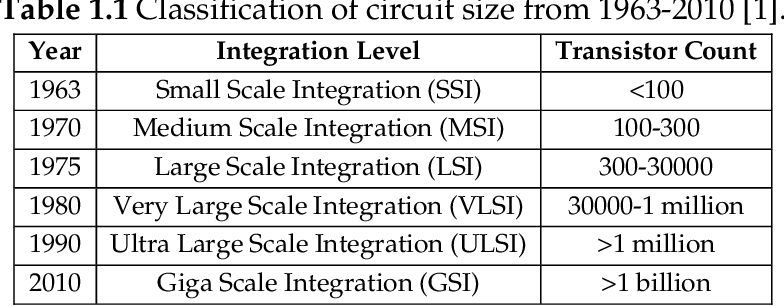 Table 1.1 Classification of circuit size from 1963-2010 [1].
Year Integration Level Transistor Count
1963 Small Scale Integration (SSI) <100
1970 Medium Scale Integration (MSI) 100-300
1975 Large Scale Integration (LSI) 300-30000
1980 Very Large Scale Integration (VLSI) 30000-1 million
1990 Ultra Large Scale Integration (ULSI) >1 million
2010 Giga Scale Integration (GSI) >1 billion